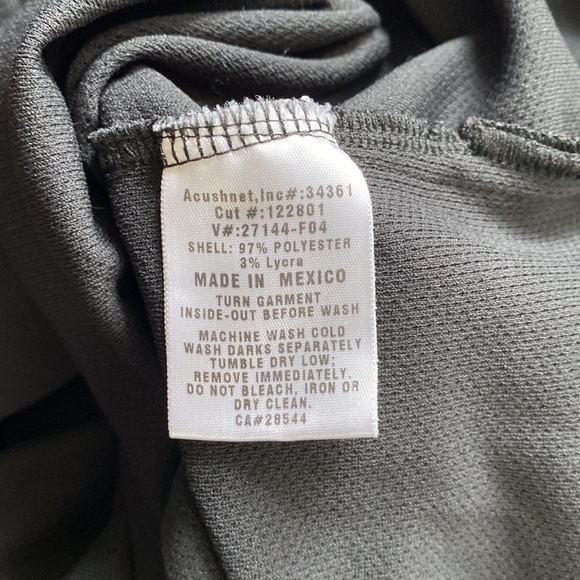 Acushnet,Inc#:34361
Cut #:122801
V#:27144-F04
SHELL: 97% POLYESTER
3% Lycra
MADE IN MEXICO
TURN GARMENT
INSIDE-OUT BEFORE WASH
MACHINE WASH COLD
WASH DARKS SEPARATELY
TUMBLE DRY LOW;
REMOVE IMMEDIATELY.
DO NOT BLEACH, IRON OR
DRY CLEAN.
CA#28544